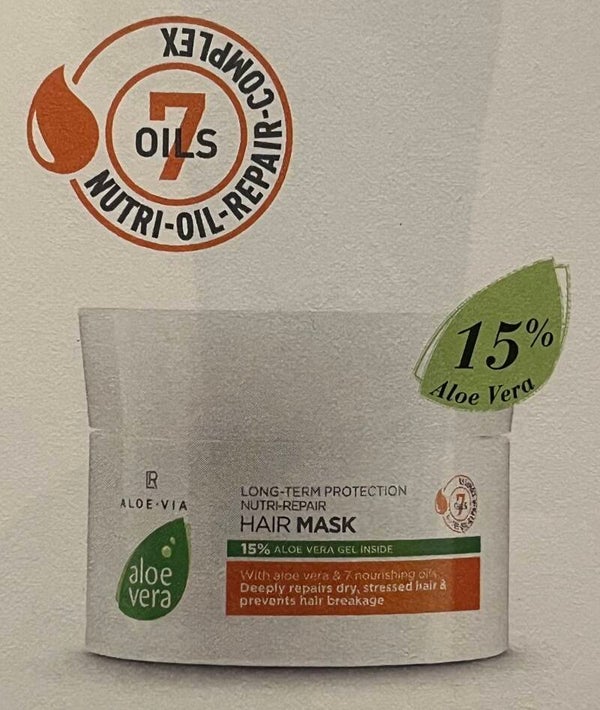 7
OILS
NUTRI-OIL-REPAIR-COMPLEX
15%
Aloe Vera
LR
ALOE·VIA
aloe
vera
LONG-TERM PROTECTION
NUTRI-REPAIR
HAIR MASK
7
OILS
15% ALOE VERA GEL INSIDE
With aloe vera & 7 nourishing oils
Deeply repairs dry, stressed hair &
prevents hair breakage